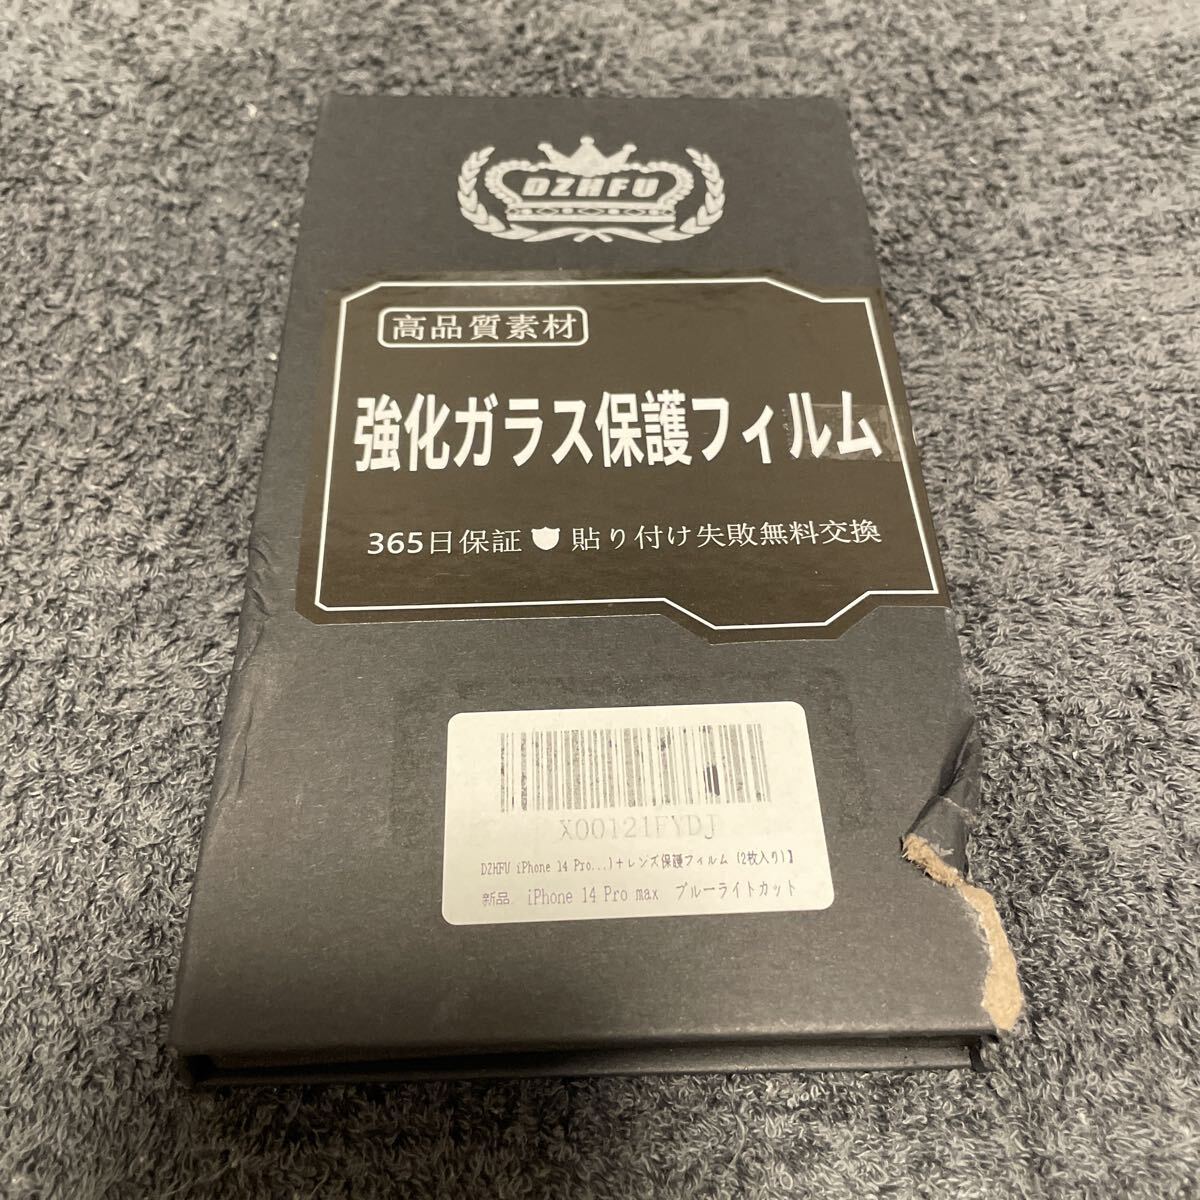 DZHFU
高品質素材
強化ガラス保護フィルム
365日保証 貼り付け失敗無料交換
X00121FYDJ
DZHFU iPhone 14 Pro...)+レンズ保護フィルム (2枚入り)】
新品 iPhone 14 Pro max ブルーライトカット